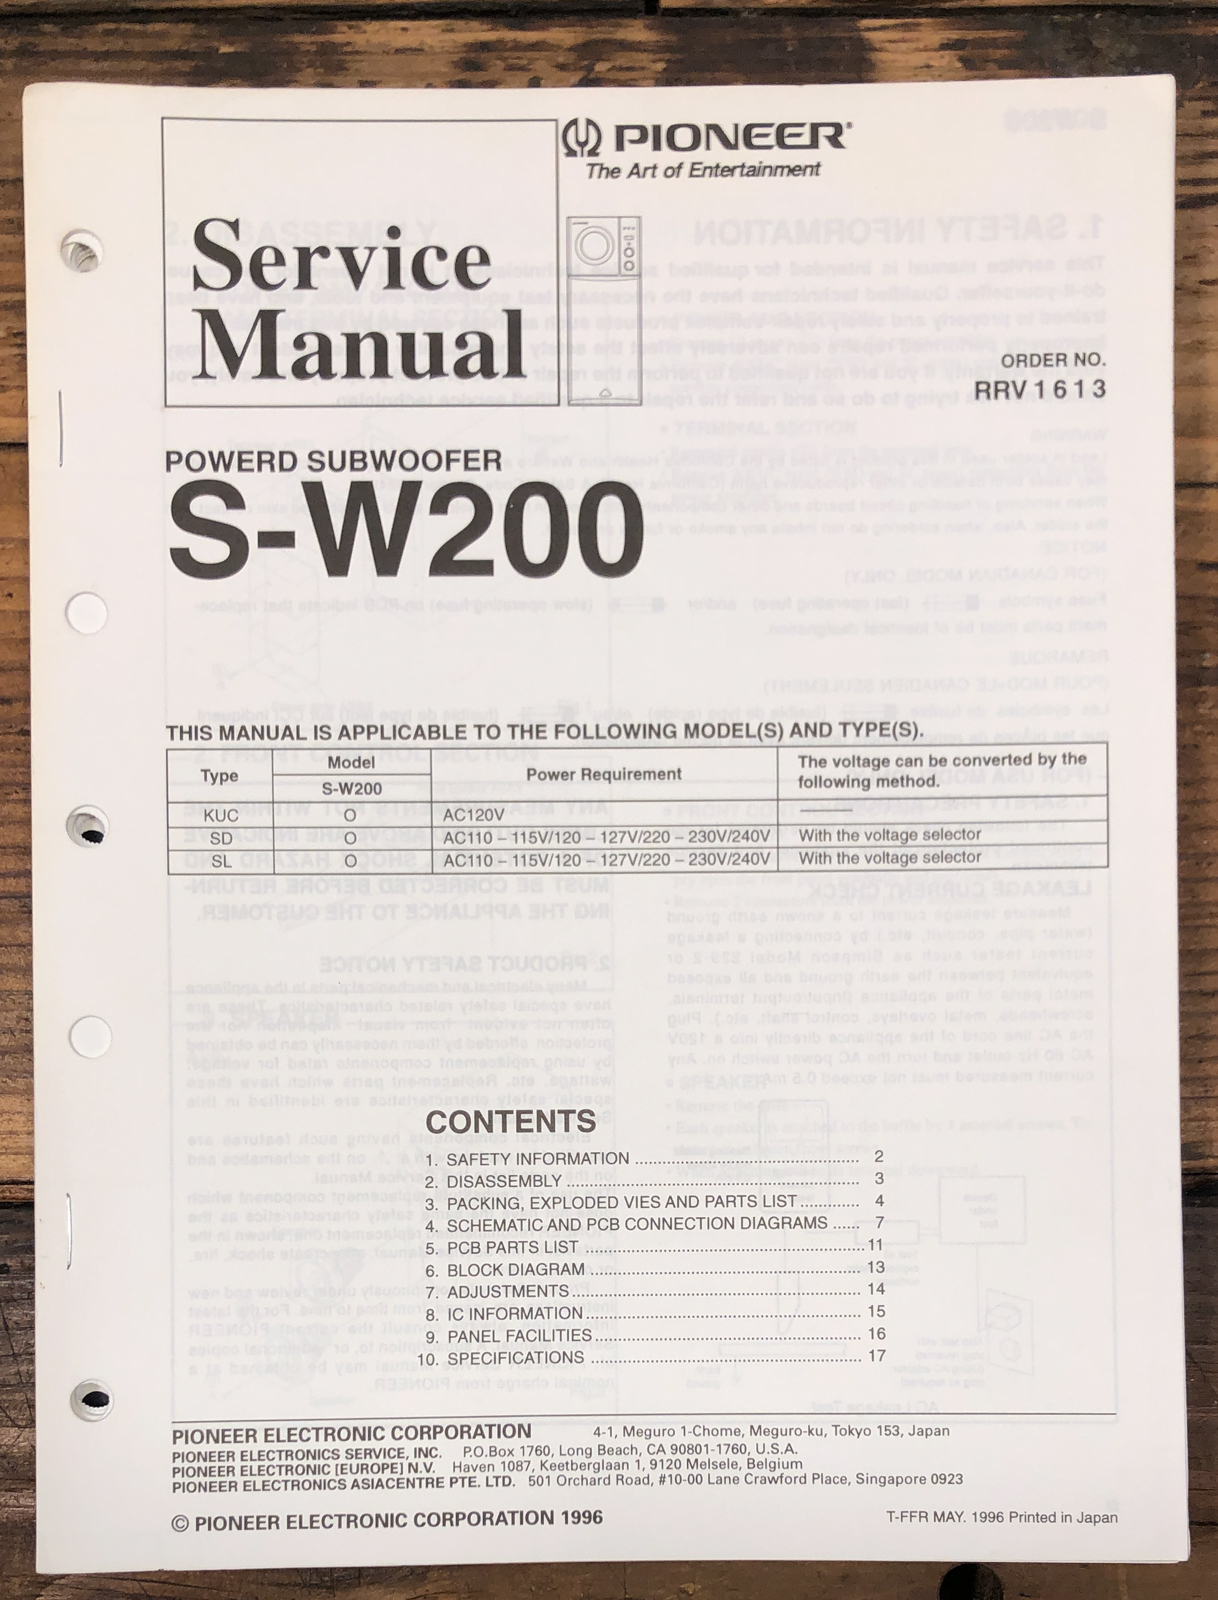 PIONEER®
The Art of Entertainment
Service
Manual
ORDER NO.
RRV1613
POWERD SUBWOOFER
S-W200
THIS MANUAL IS APPLICABLE TO THE FOLLOWING MODEL(S) AND TYPE(S).
Type Model Power Requirement The voltage can be converted by the following method.
S-W200
KUC O AC120V ———
SD O AC110 – 115V/120 – 127V/220 – 230V/240V With the voltage selector
SL O AC110 – 115V/120 – 127V/220 – 230V/240V With the voltage selector
CONTENTS
1. SAFETY INFORMATION ........ 2
2. DISASSEMBLY ........ 3
3. PACKING, EXPLODED VIES AND PARTS LIST ........ 4
4. SCHEMATIC AND PCB CONNECTION DIAGRAMS ...... 7
5. PCB PARTS LIST ........ 11
6. BLOCK DIAGRAM ........ 13
7. ADJUSTMENTS ........ 14
8. IC INFORMATION ........ 15
9. PANEL FACILITIES ........ 16
10. SPECIFICATIONS ........ 17
PIONEER ELECTRONIC CORPORATION 4-1, Meguro 1-Chome, Meguro-ku, Tokyo 153, Japan
PIONEER ELECTRONICS SERVICE, INC. P.O.Box 1760, Long Beach, CA 90801-1760, U.S.A.
PIONEER ELECTRONIC [EUROPE] N.V. Haven 1087, Keetberglaan 1, 9120 Melsele, Belgium
PIONEER ELECTRONICS ASIACENTRE PTE. LTD. 501 Orchard Road, #10-00 Lane Crawford Place, Singapore 0923
© PIONEER ELECTRONIC CORPORATION 1996
T-FFR MAY. 1996 Printed in Japan